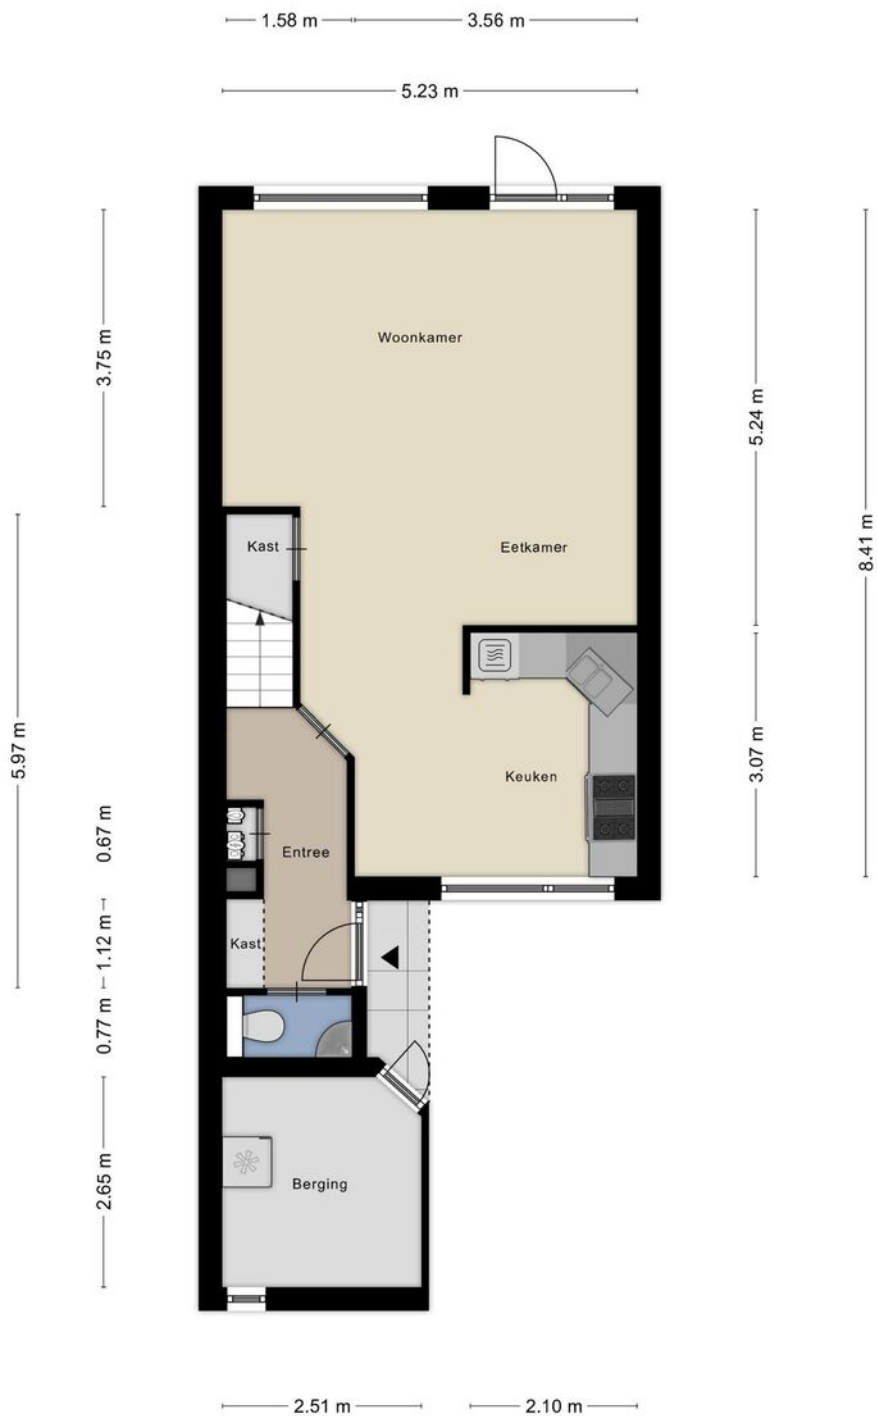 1.58 m
3.56 m
5.23 m
3.75 m
Woonkamer
5.24 m
8.41 m
Kast
Eetkamer
5.97 m
3.07 m
Keuken
0.67 m
Entree
1.12 m
Kast
0.77 m
2.65 m
Berging
2.51 m
2.10 m